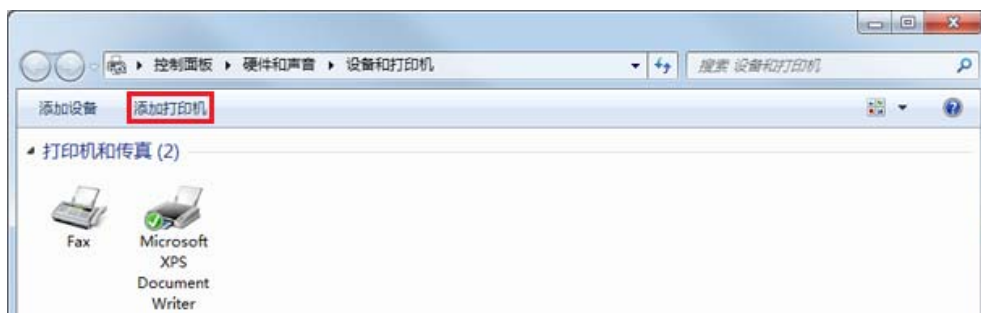 控制面板 ▸ 硬件和声音 ▸ 设备和打印机
搜索 设备和打印机
添加设备 添加打印机
打印机和传真 (2)
Fax
Microsoft
XPS
Document
Writer